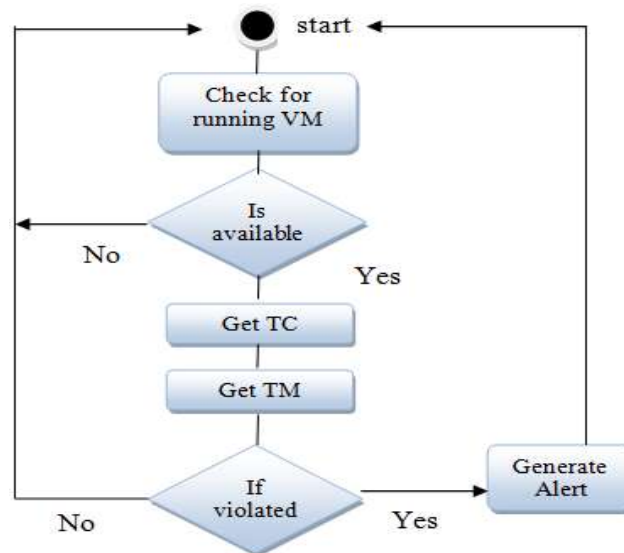 start
Check for
running VM
Is
available
No
Yes
Get TC
Get TM
If
violated
No
Yes
Generate
Alert